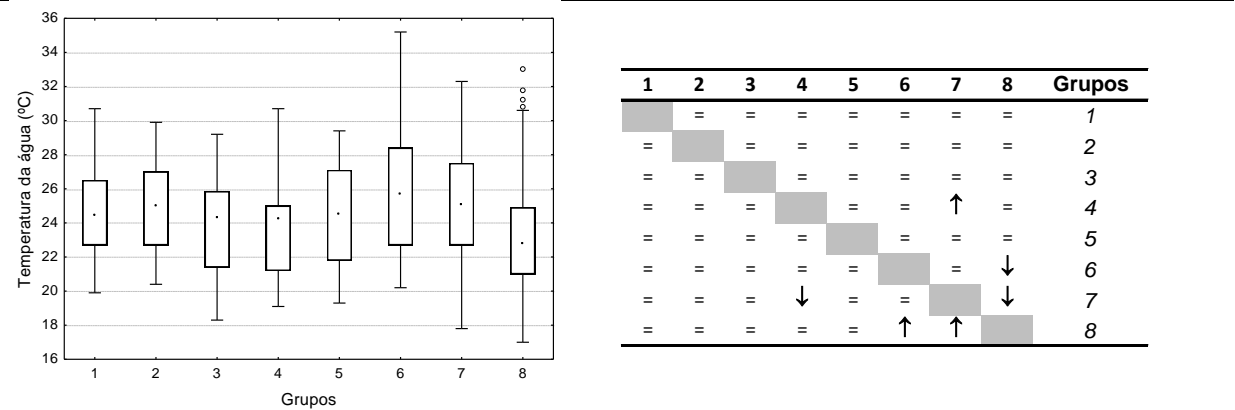 36
34
32
30
28
26
24
22
20
18
16
Temperatura da água (ºC)
1 2 3 4 5 6 7 8
Grupos
1 2 3 4 5 6 7 8 Grupos
= = = = = = = 1
= = = = = = = 2
= = = = = = = 3
= = = = = ↑ = 4
= = = = = = = 5
= = = = = = ↓ 6
= = = ↓ = = ↓ 7
= = = = = ↑ ↑ 8